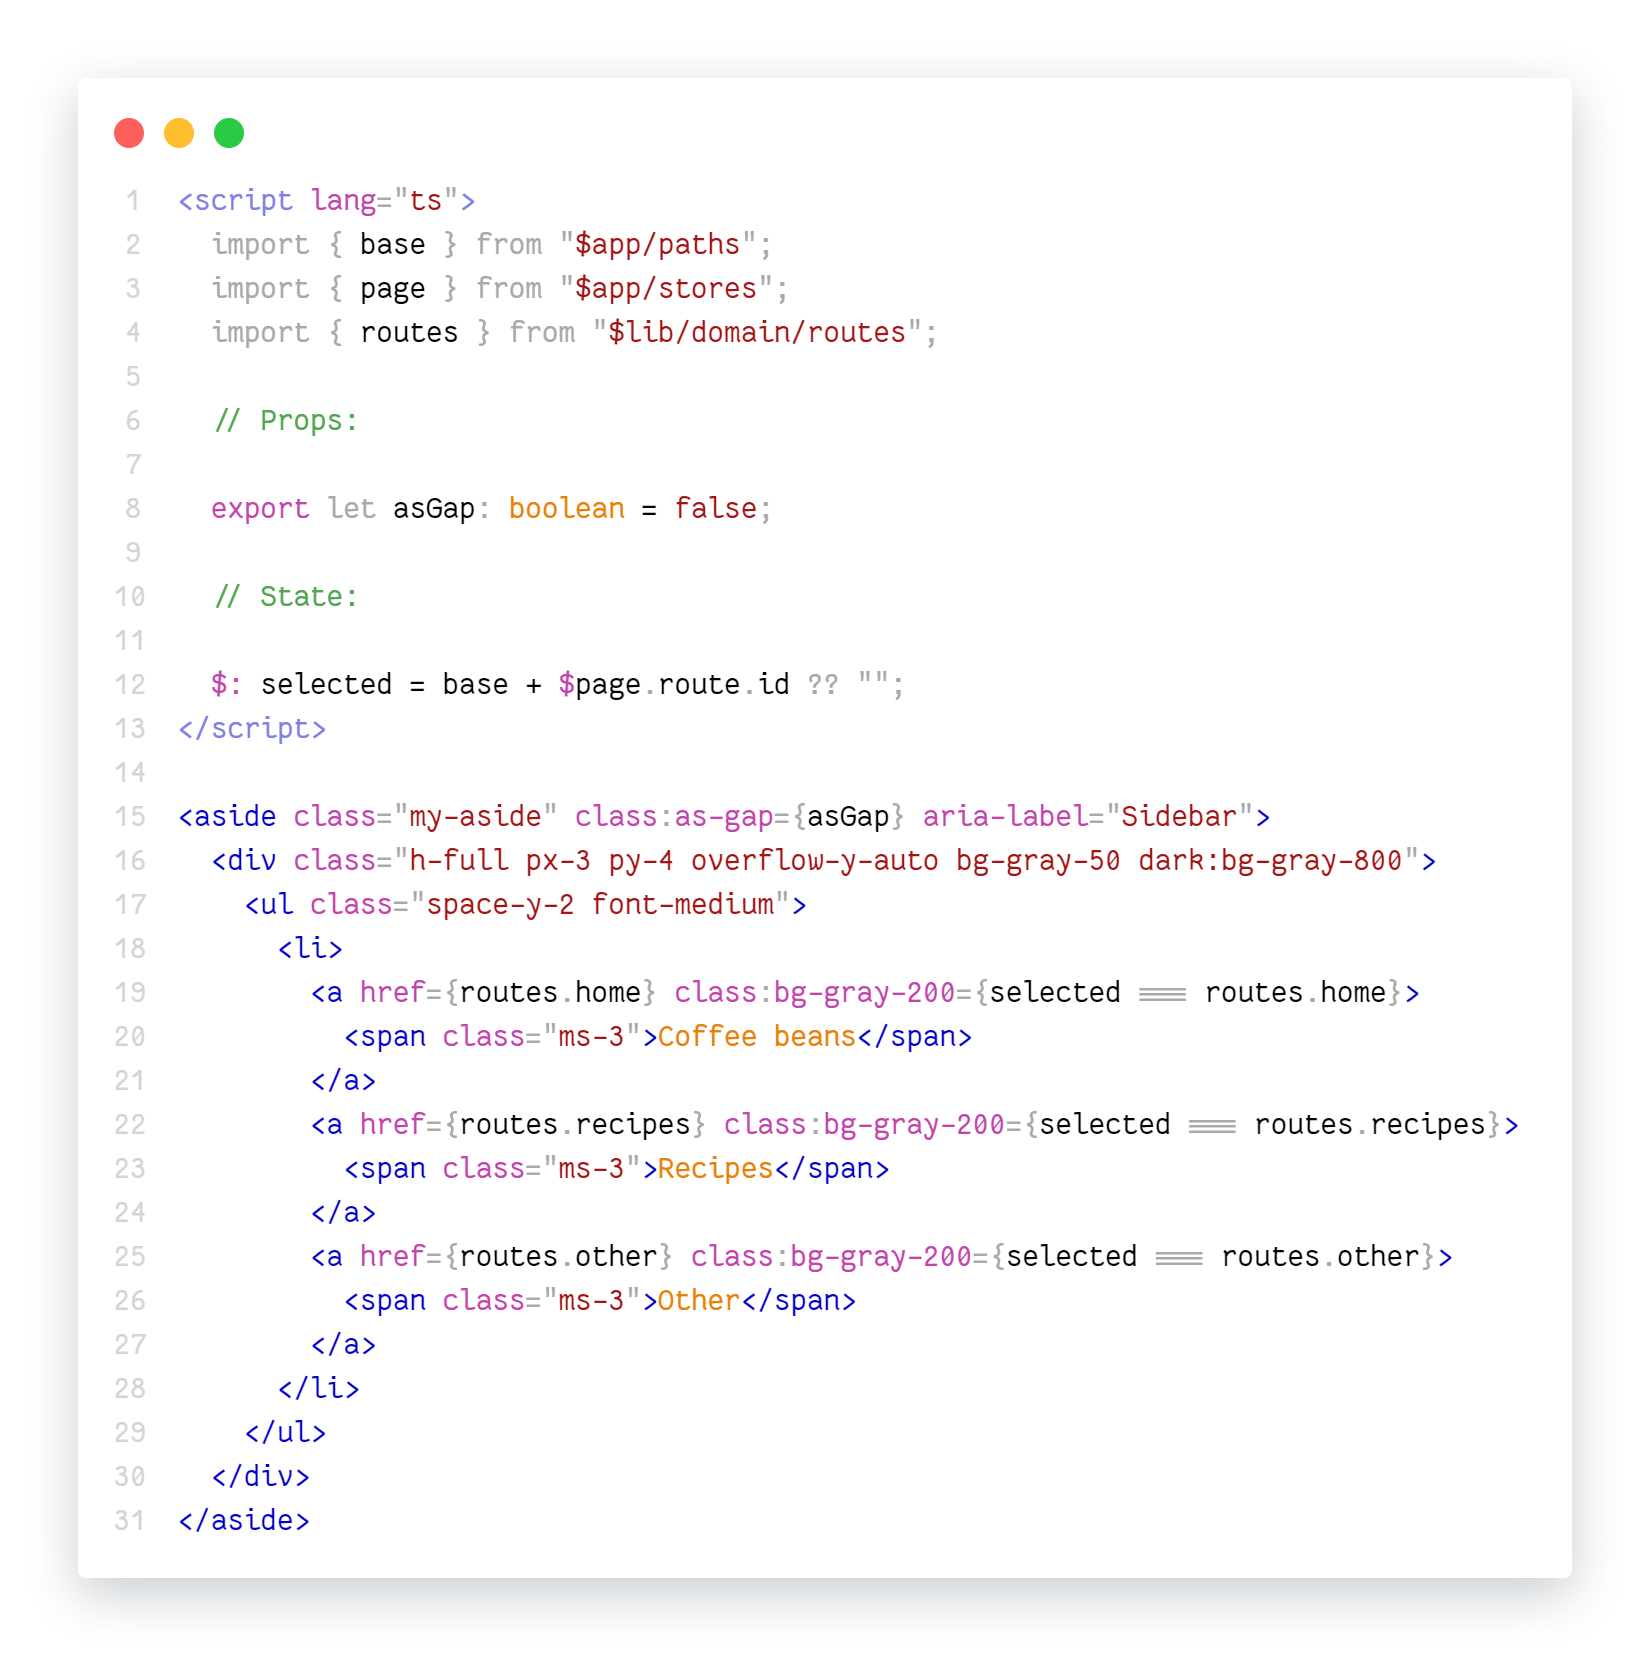 1 <script lang="ts">
2   import { base } from "$app/paths";
3   import { page } from "$app/stores";
4   import { routes } from "$lib/domain/routes";
5
6   // Props:
7
8   export let asGap: boolean = false;
9
10   // State:
11
12   $: selected = base + $page.route.id ?? "";
13 </script>
14
15 <aside class="my-aside" class:as-gap={asGap} aria-label="Sidebar">
16   <div class="h-full px-3 py-4 overflow-y-auto bg-gray-50 dark:bg-gray-800">
17     <ul class="space-y-2 font-medium">
18       <li>
19         <a href={routes.home} class:bg-gray-200={selected === routes.home}>
20           <span class="ms-3">Coffee beans</span>
21         </a>
22         <a href={routes.recipes} class:bg-gray-200={selected === routes.recipes}>
23           <span class="ms-3">Recipes</span>
24         </a>
25         <a href={routes.other} class:bg-gray-200={selected === routes.other}>
26           <span class="ms-3">Other</span>
27         </a>
28       </li>
29     </ul>
30   </div>
31 </aside>